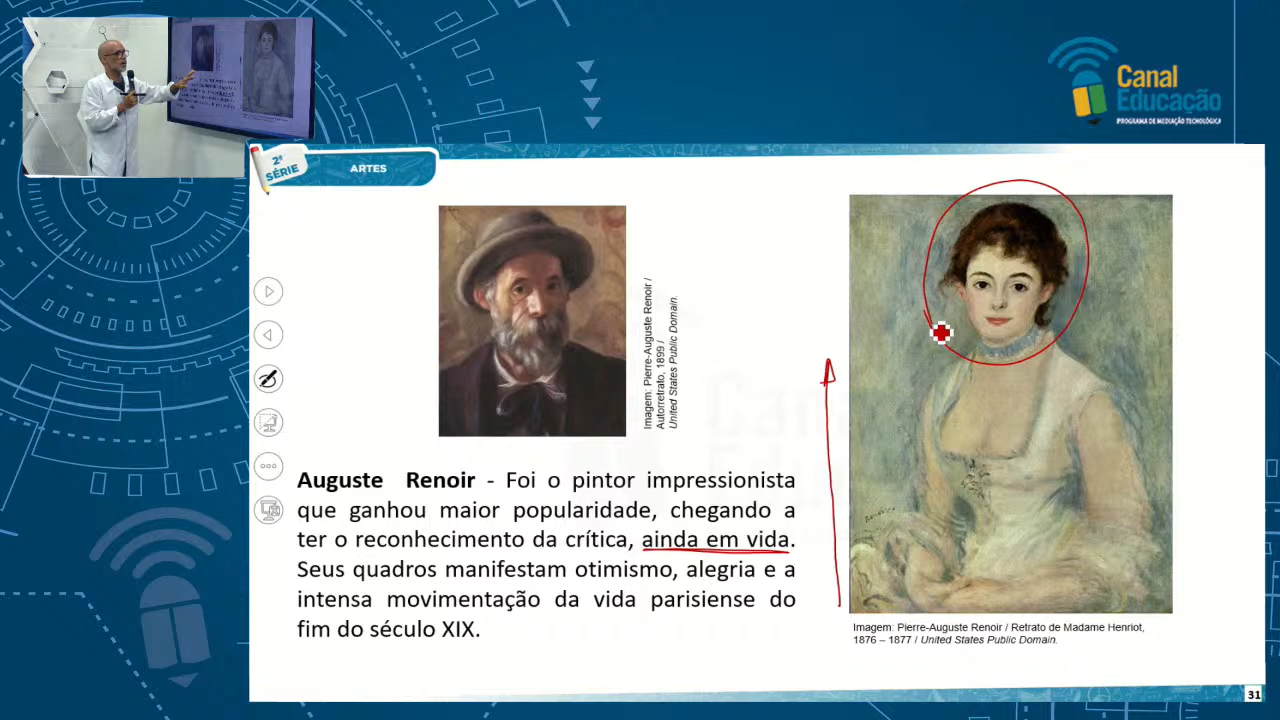 Canal
Educação
PROGRAMA DE MEDIAÇÃO TECNOLÓGICA
2ª
SÉRIE
ARTES
Imagem: Pierre-Auguste Renoir /
Autorretrato, 1899 /
United States Public Domain.
Auguste Renoir - Foi o pintor impressionista
que ganhou maior popularidade, chegando a
ter o reconhecimento da crítica, ainda em vida.
Seus quadros manifestam otimismo, alegria e a
intensa movimentação da vida parisiense do
fim do século XIX.
Imagem: Pierre-Auguste Renoir / Retrato de Madame Henriot,
1876 – 1877 / United States Public Domain.
31